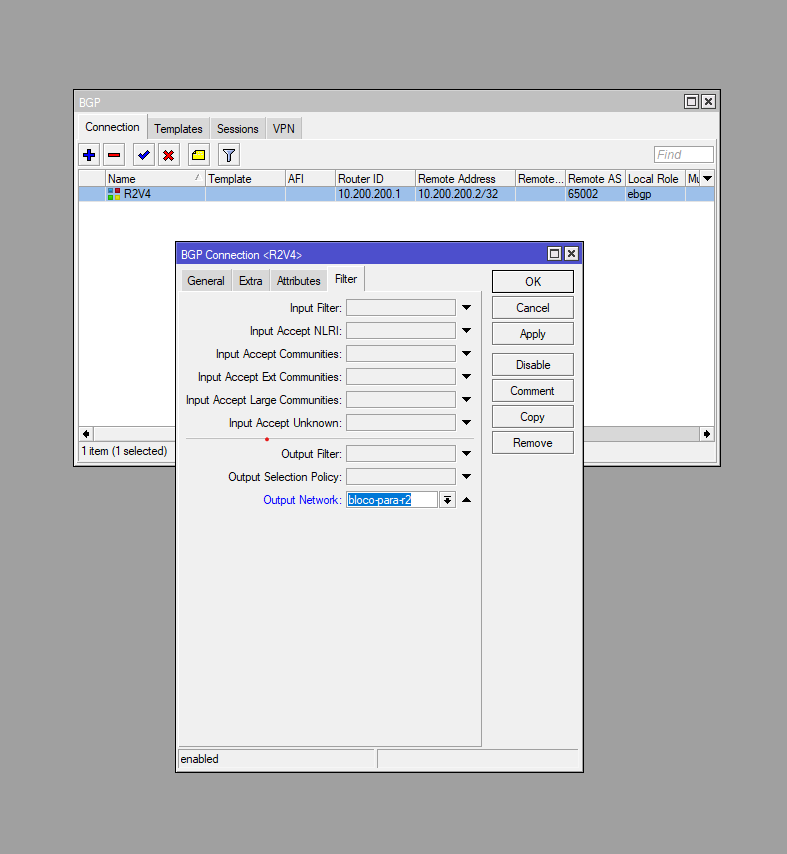 BGP
Connection Templates Sessions VPN
Find
Name / Template AFI Router ID Remote Address Remote... Remote AS Local Role Mu
R2V4 10.200.200.1 10.200.200.2/32 65002 ebgp
BGP Connection <R2V4>
General Extra Attributes Filter
OK
Input Filter:
Cancel
Input Accept NLRI:
Apply
Input Accept Communities:
Disable
Input Accept Ext Communities:
Comment
Input Accept Large Communities:
Copy
Input Accept Unknown:
Remove
Output Filter:
Output Selection Policy:
Output Network: bloco-para-r2
1 item (1 selected)
enabled